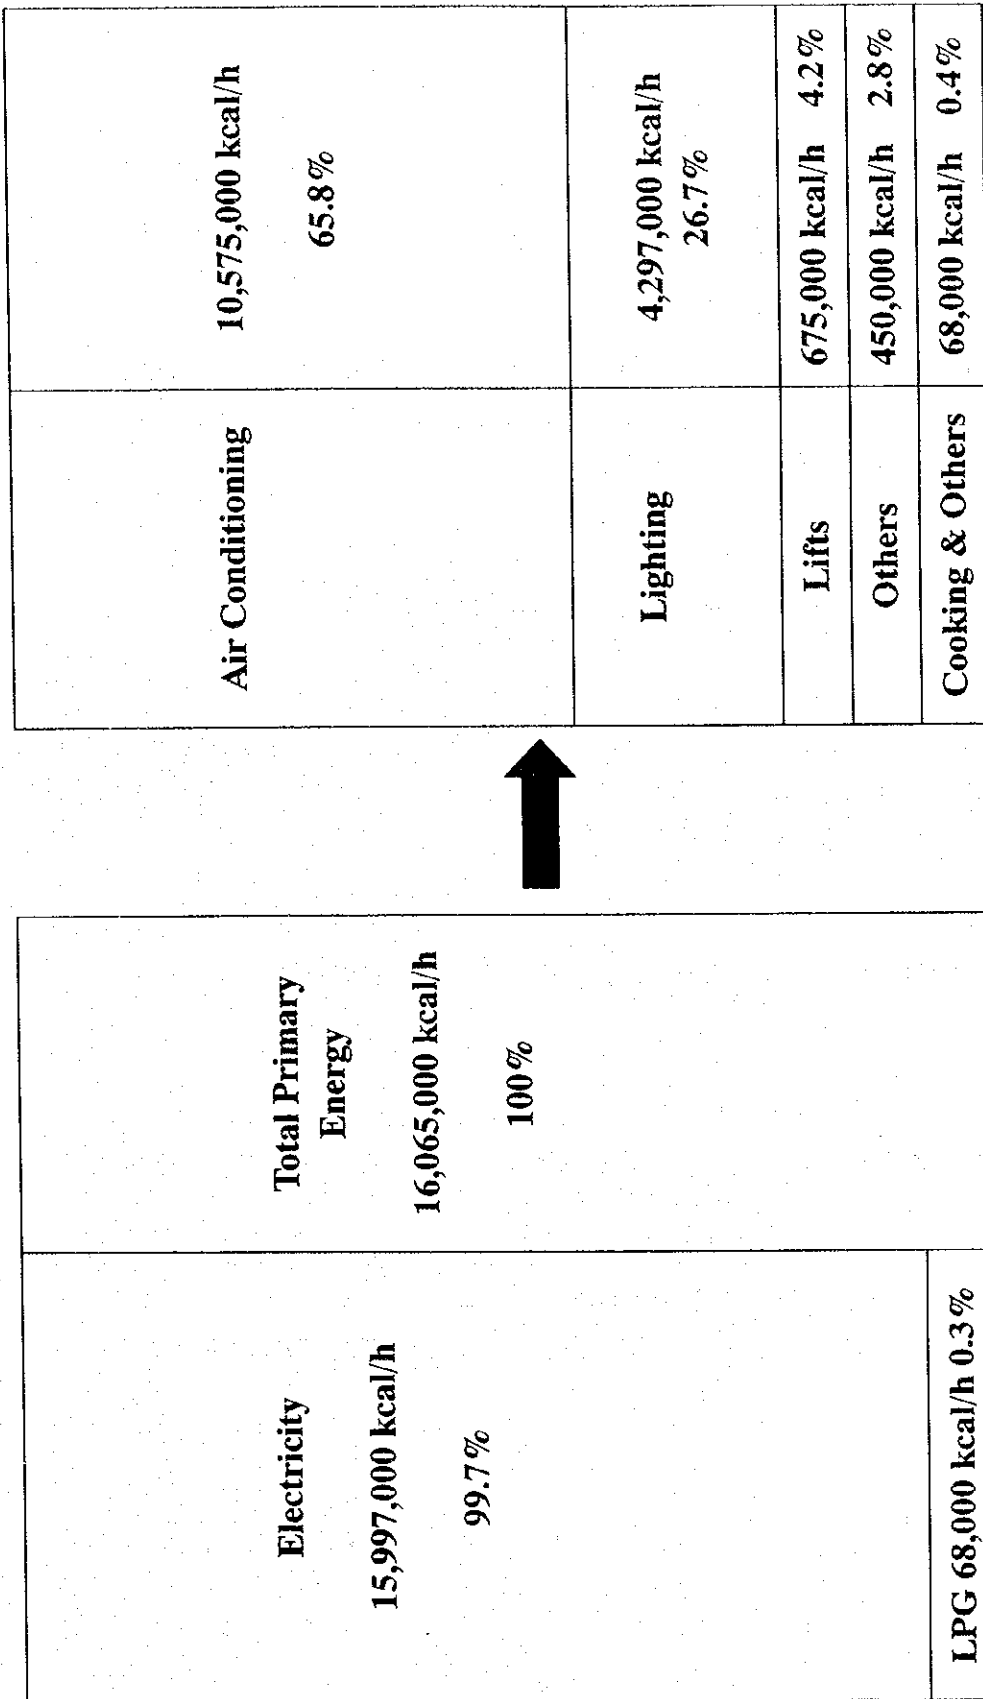 Electricity
15,997,000 kcal/h
99.7%
LPG 68,000 kcal/h 0.3%
Total Primary
Energy
16,065,000 kcal/h
100%
Air Conditioning
10,575,000 kcal/h
65.8%
Lighting
4,297,000 kcal/h
26.7%
Lifts 675,000 kcal/h 4.2%
Others 450,000 kcal/h 2.8%
Cooking & Others 68,000 kcal/h 0.4%